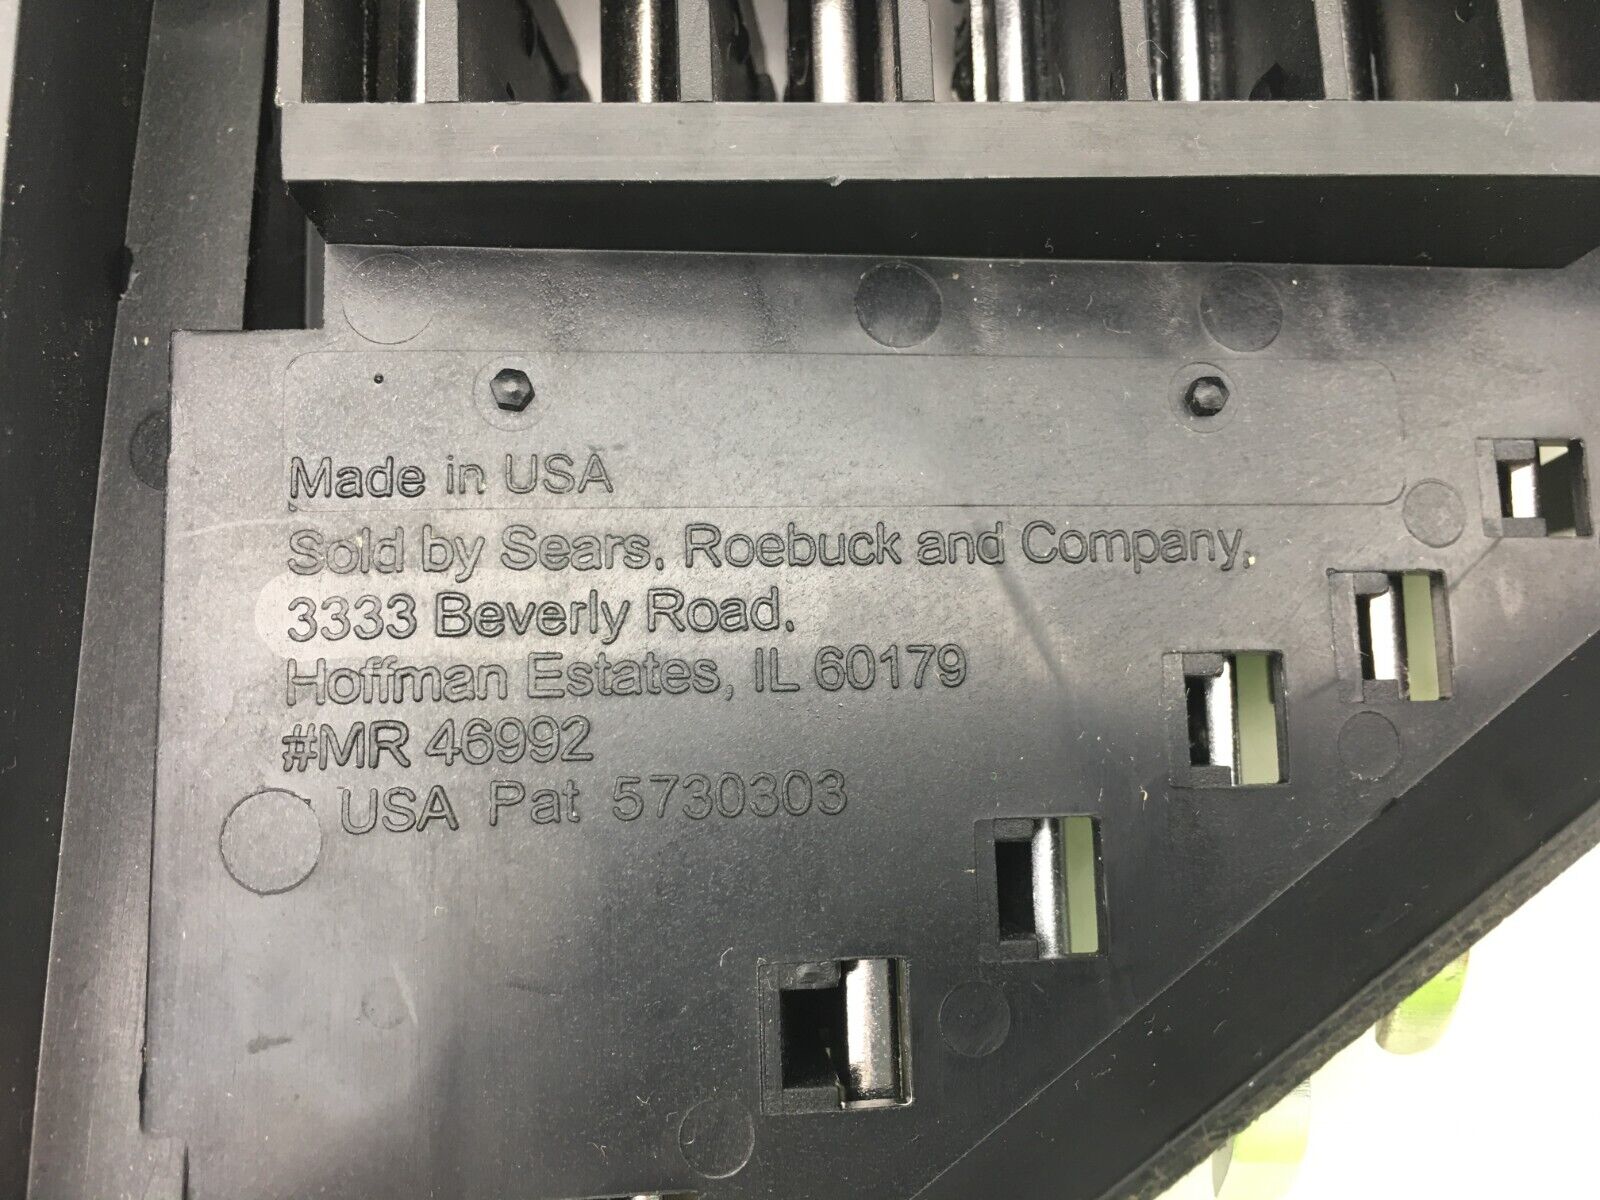 Made in USA
Sold by Sears, Roebuck and Company,
3333 Beverly Road.
Hoffman Estates, IL 60179
#MR 46992
USA Pat 5730303